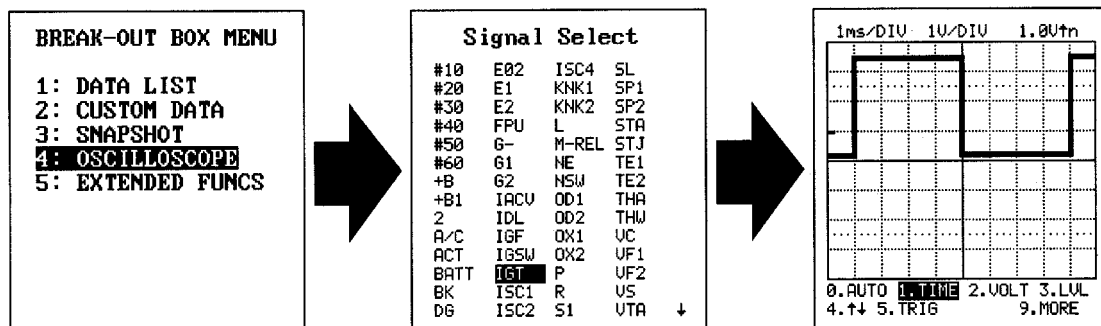 BREAK-OUT BOX MENU
1: DATA LIST
2: CUSTOM DATA
3: SNAPSHOT
4: OSCILLOSCOPE
5: EXTENDED FUNCS
Signal Select
#10 E02 ISC4 SL
#20 E1 KNK1 SP1
#30 E2 KNK2 SP2
#40 FPU L STA
#50 G- M-REL STJ
#60 G1 NE TE1
+B G2 NSW TE2
+B1 IACV OD1 THA
2 IDL OD2 THW
A/C IGF OX1 VC
ACT IGSW OX2 VF1
BATT IGT P VF2
BK ISC1 R VS
DG ISC2 S1 VTA ↓
1ms/DIV 1V/DIV 1.0V↑n
0.AUTO 1.TIME 2.VOLT 3.LVL
4.↑↓ 5.TRIG 9.MORE